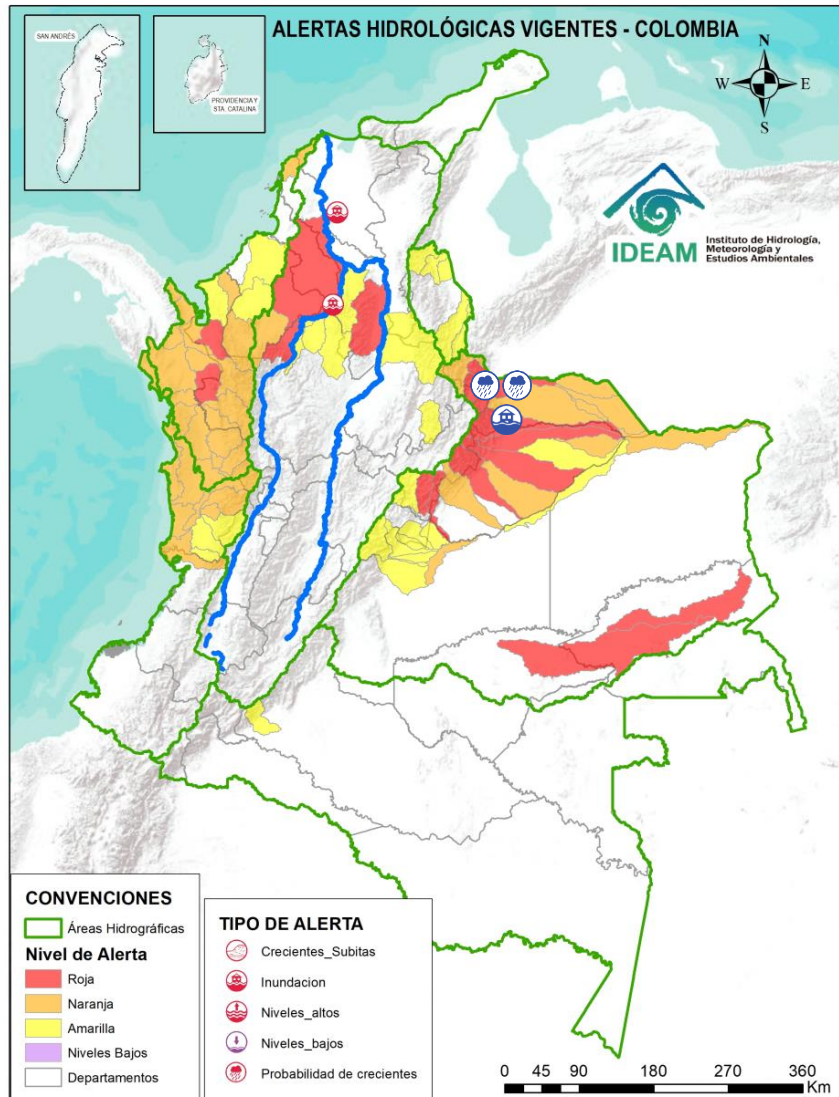 ALERTAS HIDROLÓGICAS VIGENTES - COLOMBIA
SAN ANDRÉS
PROVIDENCIA Y
STA. CATALINA
N
W
E
S
IDEAM
Instituto de Hidrología,
Meteorología y
Estudios Ambientales
CONVENCIONES
Áreas Hidrográficas
Nivel de Alerta
Roja
Naranja
Amarilla
Niveles Bajos
Departamentos
TIPO DE ALERTA
Crecientes_Subitas
Inundacion
Niveles_altos
Niveles_bajos
Probabilidad de crecientes
0 45 90 180 270 360
Km